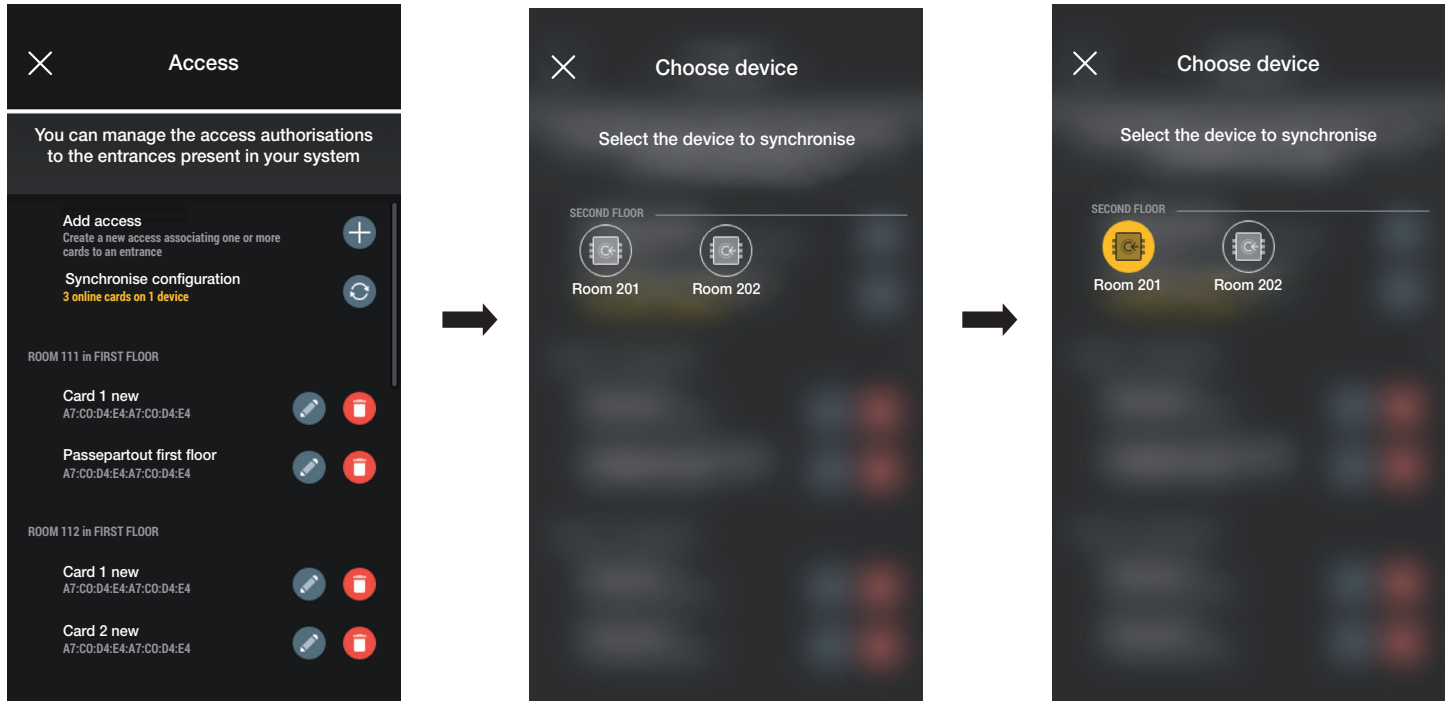 Access
You can manage the access authorisations
to the entrances present in your system
Add access
Create a new access associating one or more
cards to an entrance
Synchronise configuration
3 online cards on 1 device
ROOM 111 in FIRST FLOOR
Card 1 new
A7:C0:D4:E4:A7:C0:D4:E4
Passepartout first floor
A7:C0:D4:E4:A7:C0:D4:E4
ROOM 112 in FIRST FLOOR
Card 1 new
A7:C0:D4:E4:A7:C0:D4:E4
Card 2 new
A7:C0:D4:E4:A7:C0:D4:E4
Choose device
Select the device to synchronise
SECOND FLOOR
Room 201 Room 202
Choose device
Select the device to synchronise
SECOND FLOOR
Room 201 Room 202